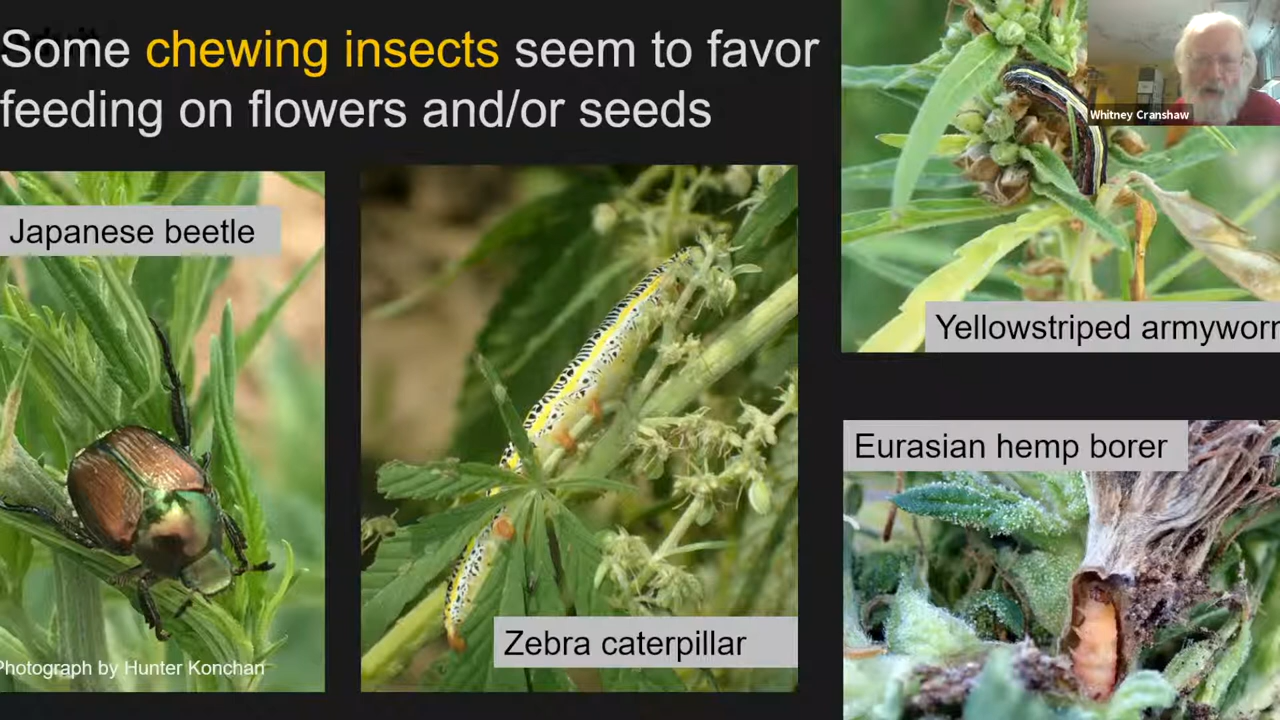 Some chewing insects seem to favor
feeding on flowers and/or seeds
Whitney Cranshaw
Japanese beetle
Yellowstriped armyworm
Eurasian hemp borer
Zebra caterpillar
Photograph by Hunter Konchan